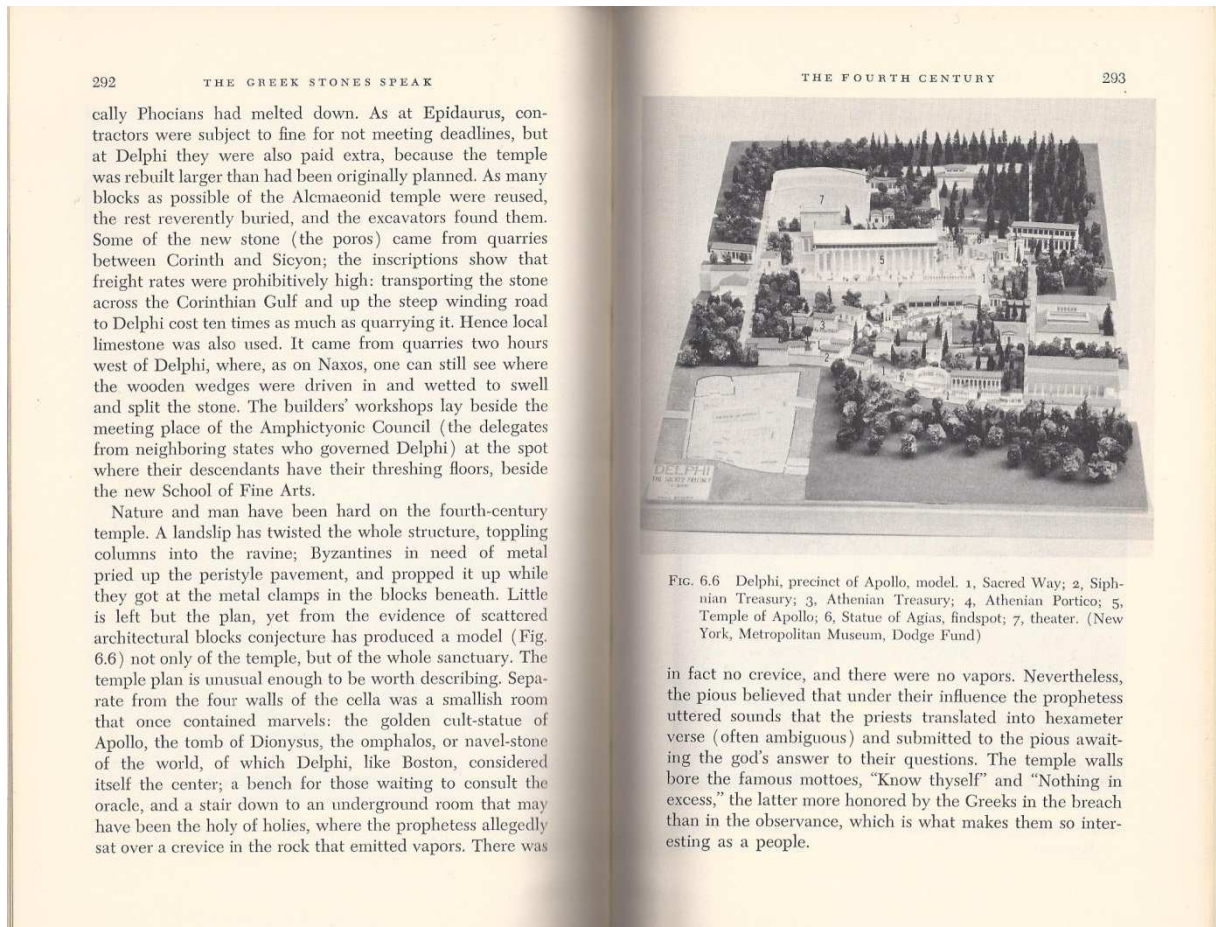 292 THE GREEK STONES SPEAK
cally Phocians had melted down. As at Epidaurus, con-
tractors were subject to fine for not meeting deadlines, but
at Delphi they were also paid extra, because the temple
was rebuilt larger than had been originally planned. As many
blocks as possible of the Alcmaeonid temple were reused,
the rest reverently buried, and the excavators found them.
Some of the new stone (the poros) came from quarries
between Corinth and Sicyon; the inscriptions show that
freight rates were prohibitively high: transporting the stone
across the Corinthian Gulf and up the steep winding road
to Delphi cost ten times as much as quarrying it. Hence local
limestone was also used. It came from quarries two hours
west of Delphi, where, as on Naxos, one can still see where
the wooden wedges were driven in and wetted to swell
and split the stone. The builders' workshops lay beside the
meeting place of the Amphictyonic Council (the delegates
from neighboring states who governed Delphi) at the spot
where their descendants have their threshing floors, beside
the new School of Fine Arts.
Nature and man have been hard on the fourth-century
temple. A landslip has twisted the whole structure, toppling
columns into the ravine; Byzantines in need of metal
pried up the peristyle pavement, and propped it up while
they got at the metal clamps in the blocks beneath. Little
is left but the plan, yet from the evidence of scattered
architectural blocks conjecture has produced a model (Fig.
6.6) not only of the temple, but of the whole sanctuary. The
temple plan is unusual enough to be worth describing. Sepa-
rate from the four walls of the cella was a smallish room
that once contained marvels: the golden cult-statue of
Apollo, the tomb of Dionysus, the omphalos, or navel-stone
of the world, of which Delphi, like Boston, considered
itself the center; a bench for those waiting to consult the
oracle, and a stair down to an underground room that may
have been the holy of holies, where the prophetess allegedly
sat over a crevice in the rock that emitted vapors. There was
THE FOURTH CENTURY 293
7
5
3
2
DELPHI
THE SACRED PRECINCT
FIG. 6.6 Delphi, precinct of Apollo, model. 1, Sacred Way; 2, Siph-
nian Treasury; 3, Athenian Treasury; 4, Athenian Portico; 5,
Temple of Apollo; 6, Statue of Agias, findspot; 7, theater. (New
York, Metropolitan Museum, Dodge Fund)
in fact no crevice, and there were no vapors. Nevertheless,
the pious believed that under their influence the prophetess
uttered sounds that the priests translated into hexameter
verse (often ambiguous) and submitted to the pious await-
ing the god's answer to their questions. The temple walls
bore the famous mottoes, "Know thyself" and "Nothing in
excess," the latter more honored by the Greeks in the breach
than in the observance, which is what makes them so inter-
esting as a people.